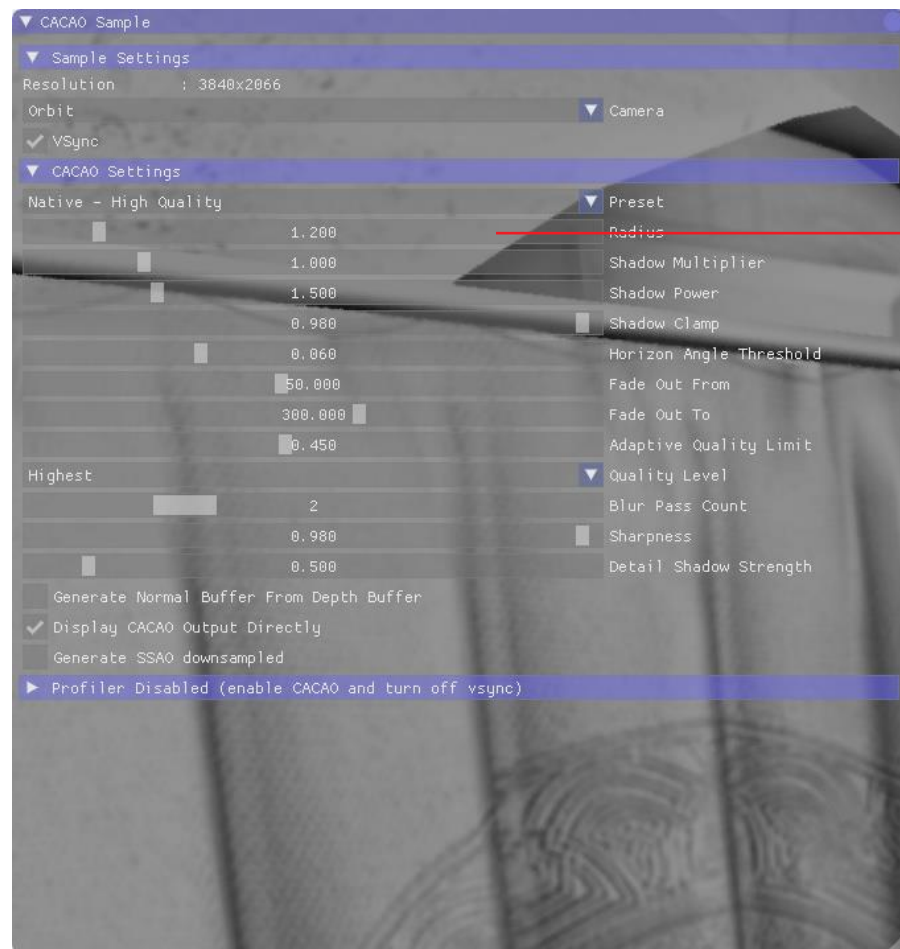 CACAO Sample
Sample Settings
Resolution : 3840x2066
Orbit Camera
VSync
CACAO Settings
Native - High Quality Preset
1.200 Radius
1.000 Shadow Multiplier
1.500 Shadow Power
0.980 Shadow Clamp
0.060 Horizon Angle Threshold
50.000 Fade Out From
300.000 Fade Out To
0.450 Adaptive Quality Limit
Highest Quality Level
2 Blur Pass Count
0.980 Sharpness
0.500 Detail Shadow Strength
Generate Normal Buffer From Depth Buffer
Display CACAO Output Directly
Generate SSAO downsampled
Profiler Disabled (enable CACAO and turn off vsync)